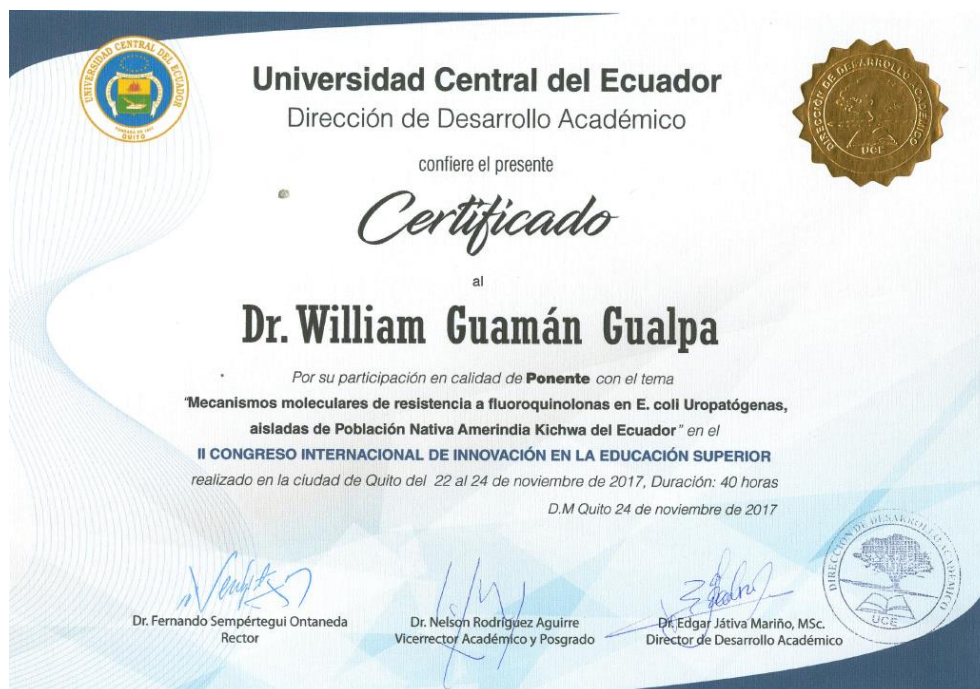 UNIVERSIDAD CENTRAL DEL ECUADOR
QUITO
DIRECCIÓN DE DESARROLLO ACADÉMICO
UCE
Universidad Central del Ecuador
Dirección de Desarrollo Académico
confiere el presente
Certificado
al
Dr. William Guamán Gualpa
Por su participación en calidad de Ponente con el tema
"Mecanismos moleculares de resistencia a fluoroquinolonas en E. coli Uropatógenas,
aisladas de Población Nativa Amerindia Kichwa del Ecuador" en el
II CONGRESO INTERNACIONAL DE INNOVACIÓN EN LA EDUCACIÓN SUPERIOR
realizado en la ciudad de Quito del 22 al 24 de noviembre de 2017, Duración: 40 horas
D.M Quito 24 de noviembre de 2017
Dr. Fernando Sempértegui Ontaneda
Rector
Dr. Nelson Rodríguez Aguirre
Vicerrector Académico y Posgrado
Dr. Edgar Játiva Mariño, MSc.
Director de Desarrollo Académico
DIRECCIÓN DE DESARROLLO ACADÉMICO
UCE